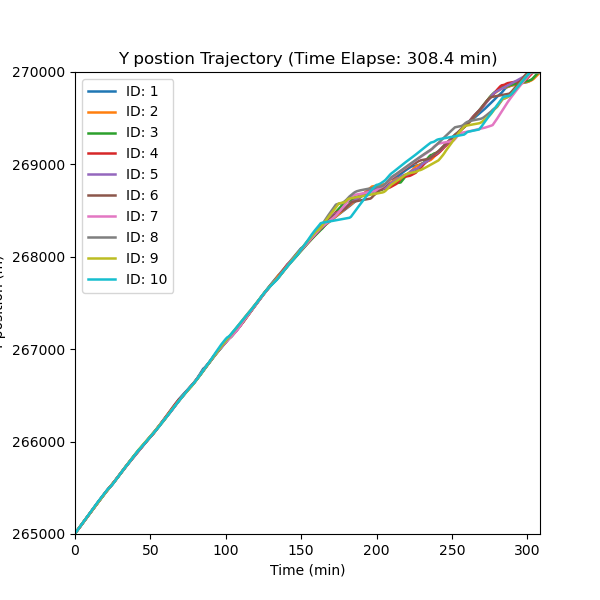 Y postion Trajectory (Time Elapse: 308.4 min)
270000
269000
268000
267000
266000
265000
ID: 1
ID: 2
ID: 3
ID: 4
ID: 5
ID: 6
ID: 7
ID: 8
ID: 9
ID: 10
0 50 100 150 200 250 300
Time (min)